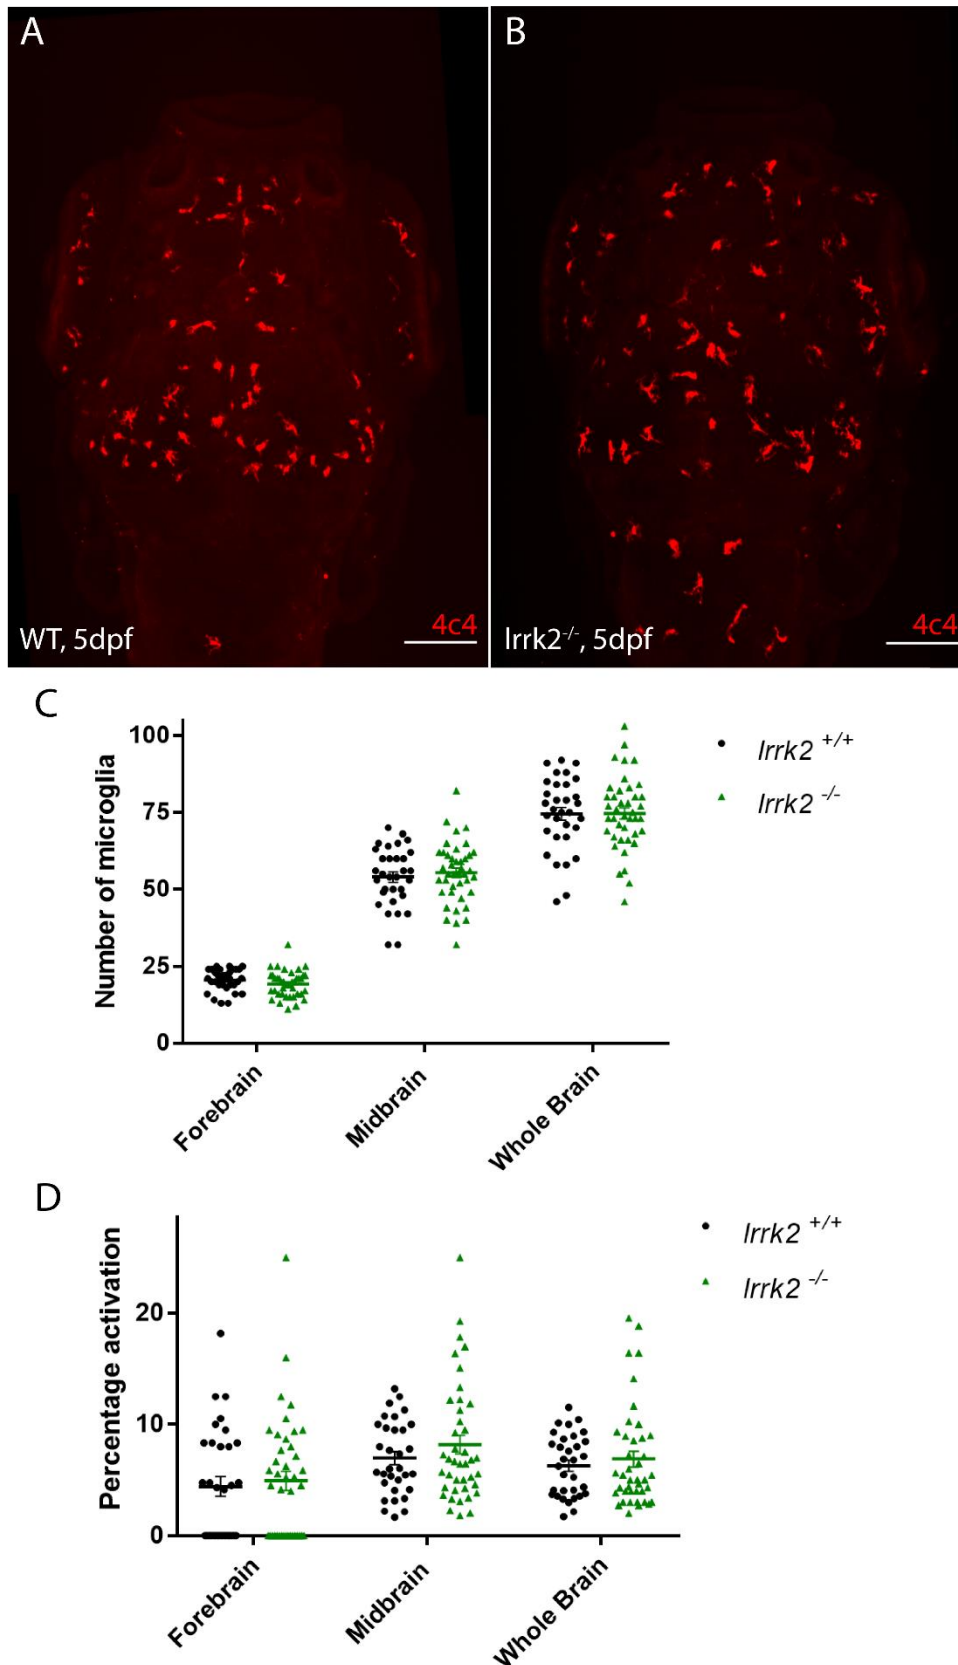 A
B
WT, 5dpf
4c4
lrrk2-/-, 5dpf
4c4
C
Number of microglia
100
75
50
25
0
Forebrain
Midbrain
Whole Brain
lrrk2 +/+
lrrk2 -/-
D
Percentage activation
20
10
0
Forebrain
Midbrain
Whole Brain
lrrk2 +/+
lrrk2 -/-